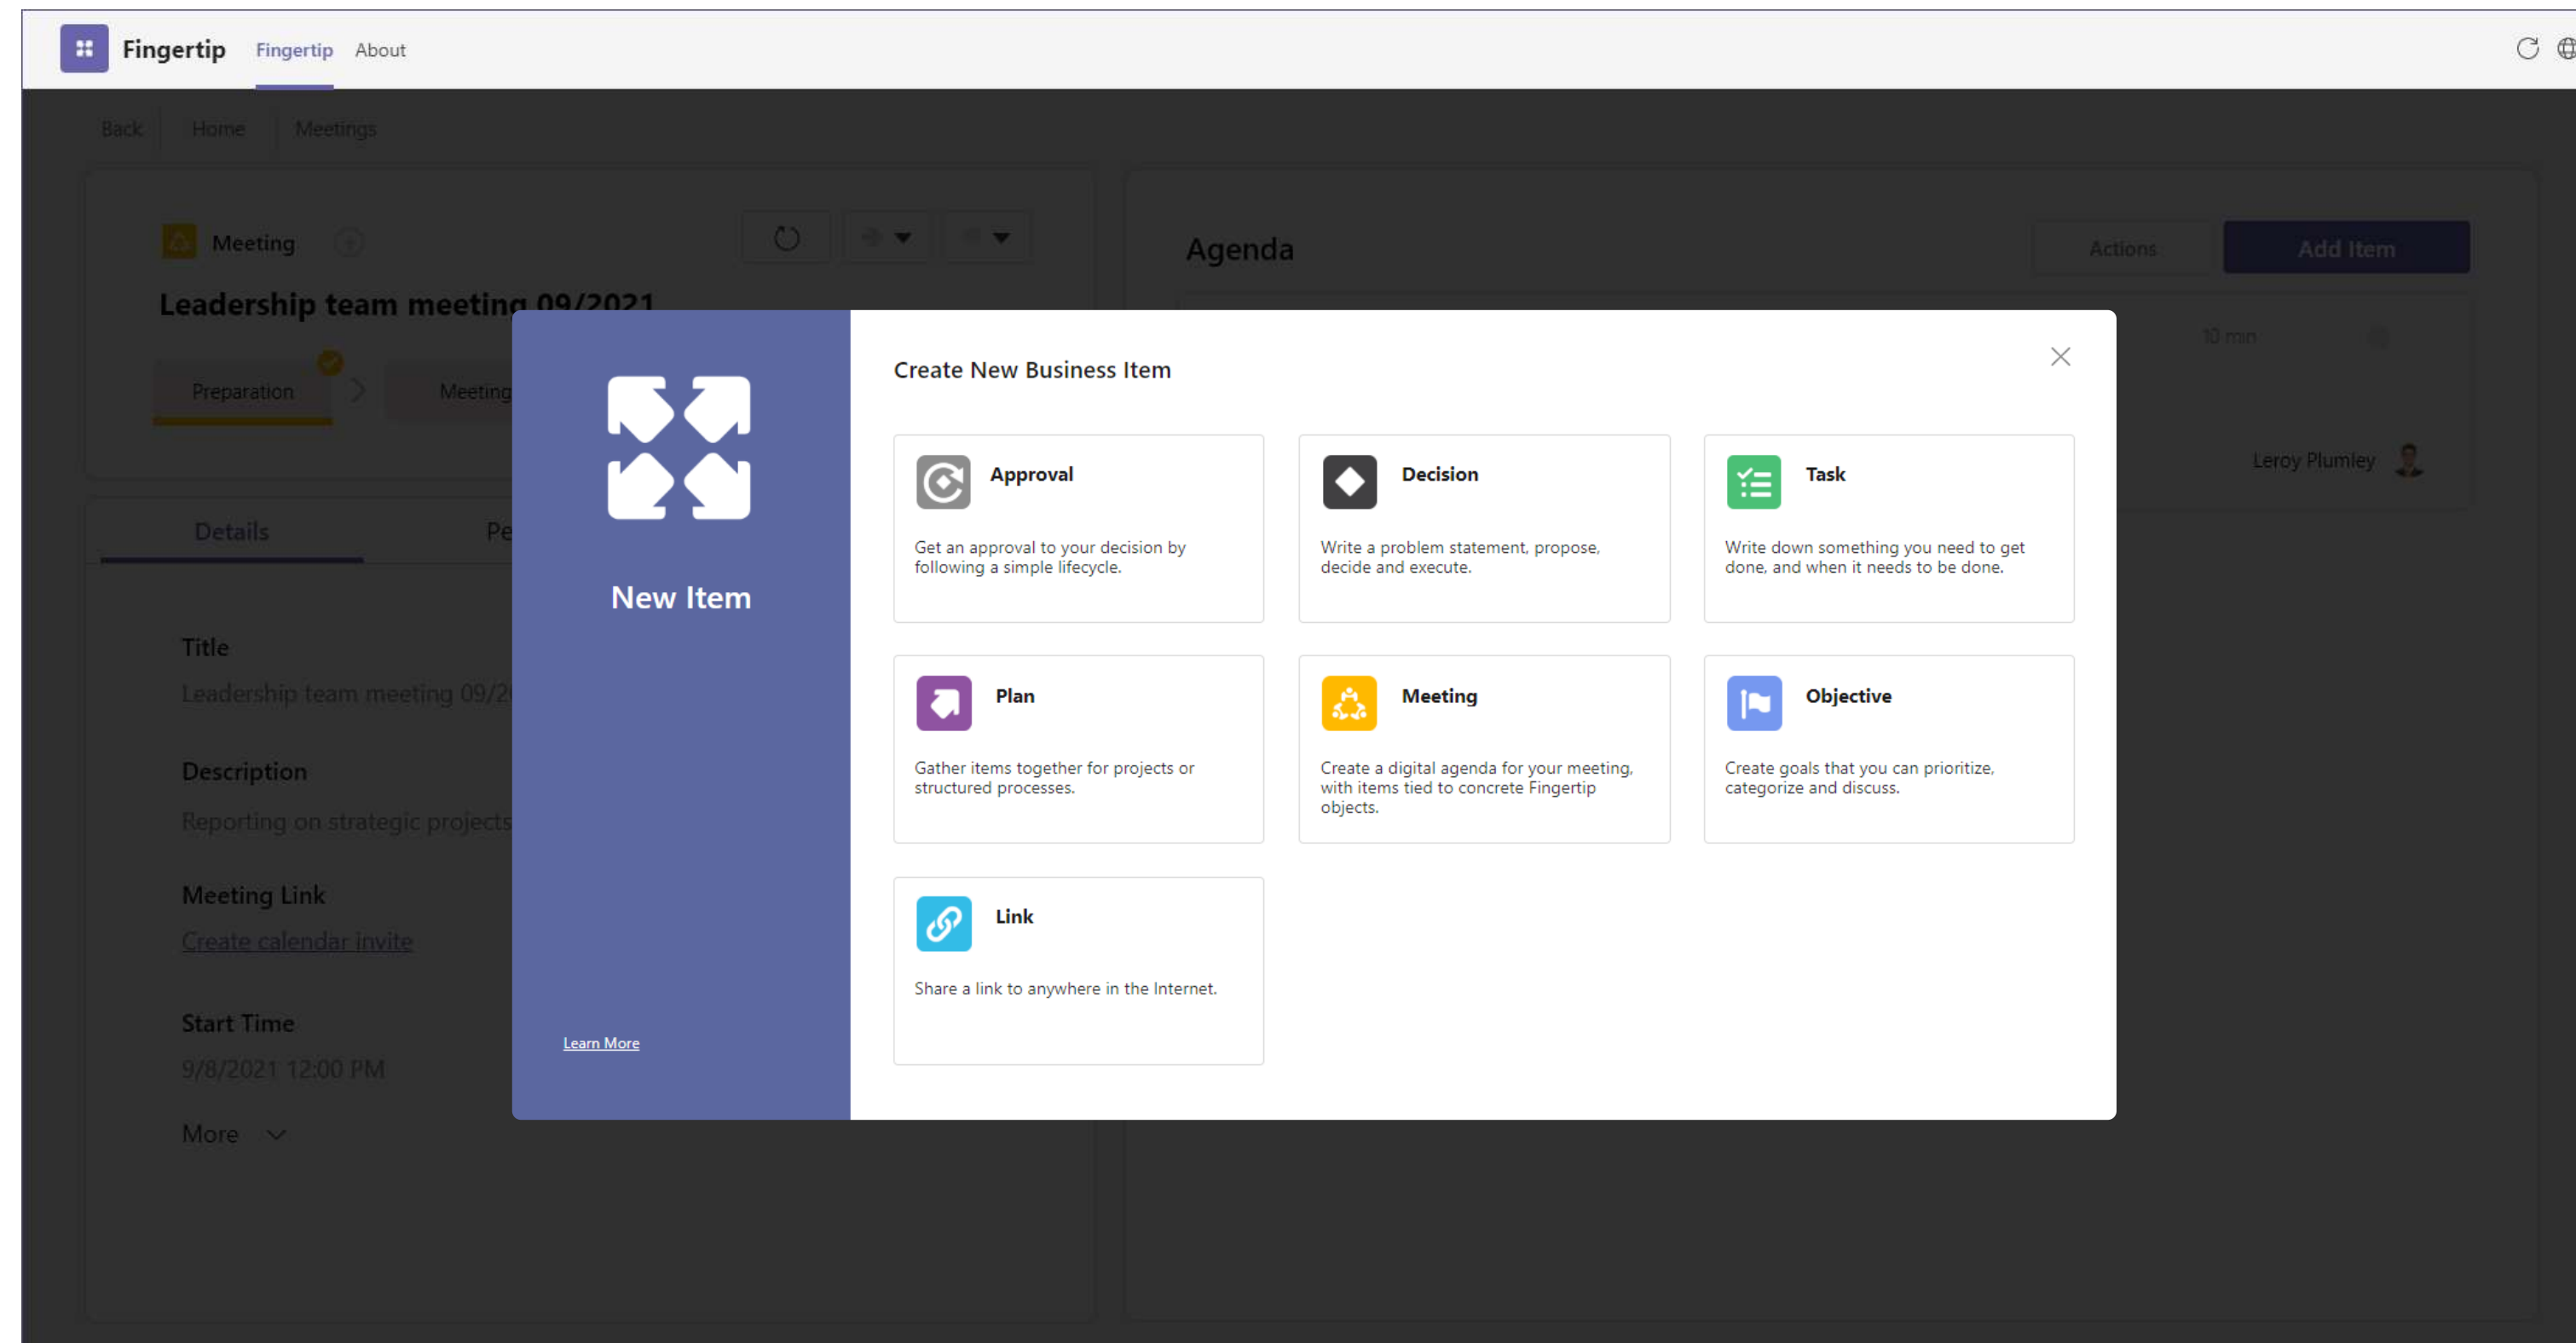 Fingertip Fingertip About
Back Home Meetings
Meeting
Leadership team meeting 09/2021
Preparation
Meeting
Details
Title
Leadership team meeting
Description
Reporting on strategic projects
Meeting Link
Create calendar invite
Start Time
9/8/2021 12:00 PM
More
Agenda
Actions
Add Item
10 min
Leroy Plumley
New Item
Learn More
Create New Business Item
Approval
Get an approval to your decision by
following a simple lifecycle.
Decision
Write a problem statement, propose,
decide and execute.
Task
Write down something you need to get
done, and when it needs to be done.
Plan
Gather items together for projects or
structured processes.
Meeting
Create a digital agenda for your meeting,
with items tied to concrete Fingertip
objects.
Objective
Create goals that you can prioritize,
categorize and discuss.
Link
Share a link to anywhere in the Internet.